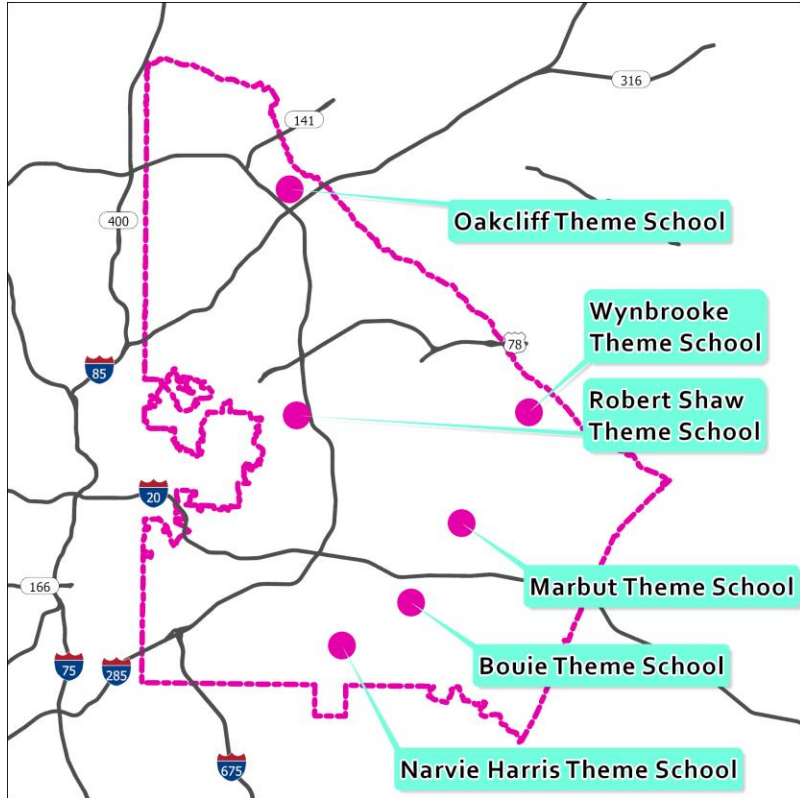 316
141
Oakcliff Theme School
400
Wynbrooke
Theme School
78
85
Robert Shaw
Theme School
20
Marbut Theme School
166
Bouie Theme School
75
285
Narvie Harris Theme School
675